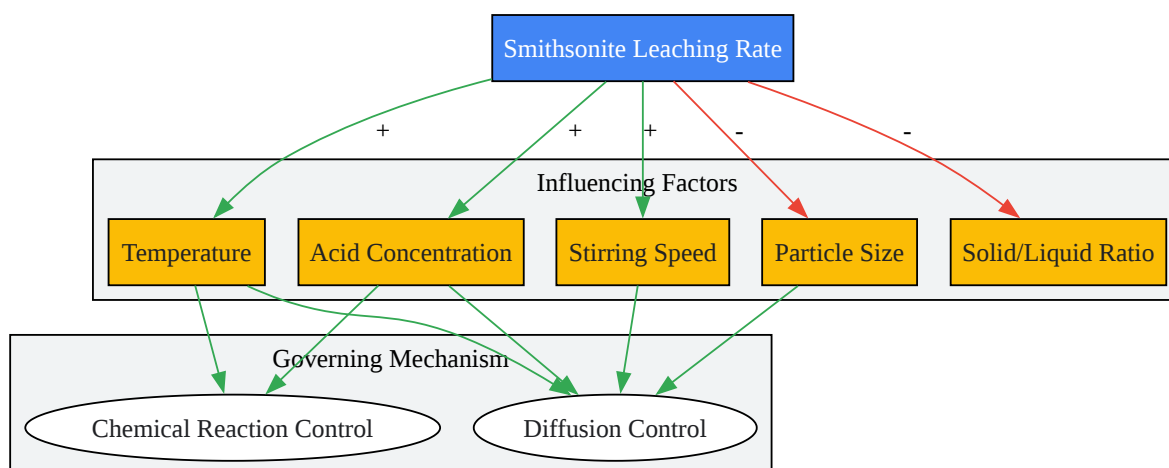 Smithsonite Leaching Rate
+ + + - -
Influencing Factors
Temperature Acid Concentration Stirring Speed Particle Size Solid/Liquid Ratio
Governing Mechanism
Chemical Reaction Control Diffusion Control